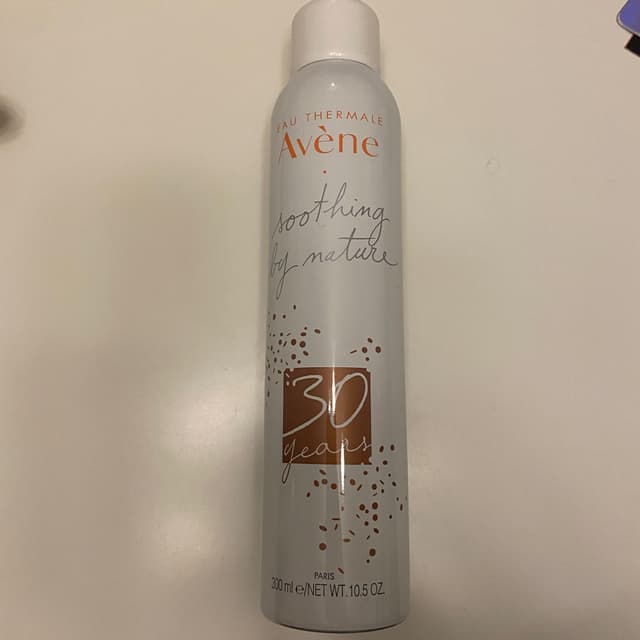 EAU THERMALE
Avène
soothing
by nature
30
years
PARIS
300 ml e/NET WT. 10.5 OZ.